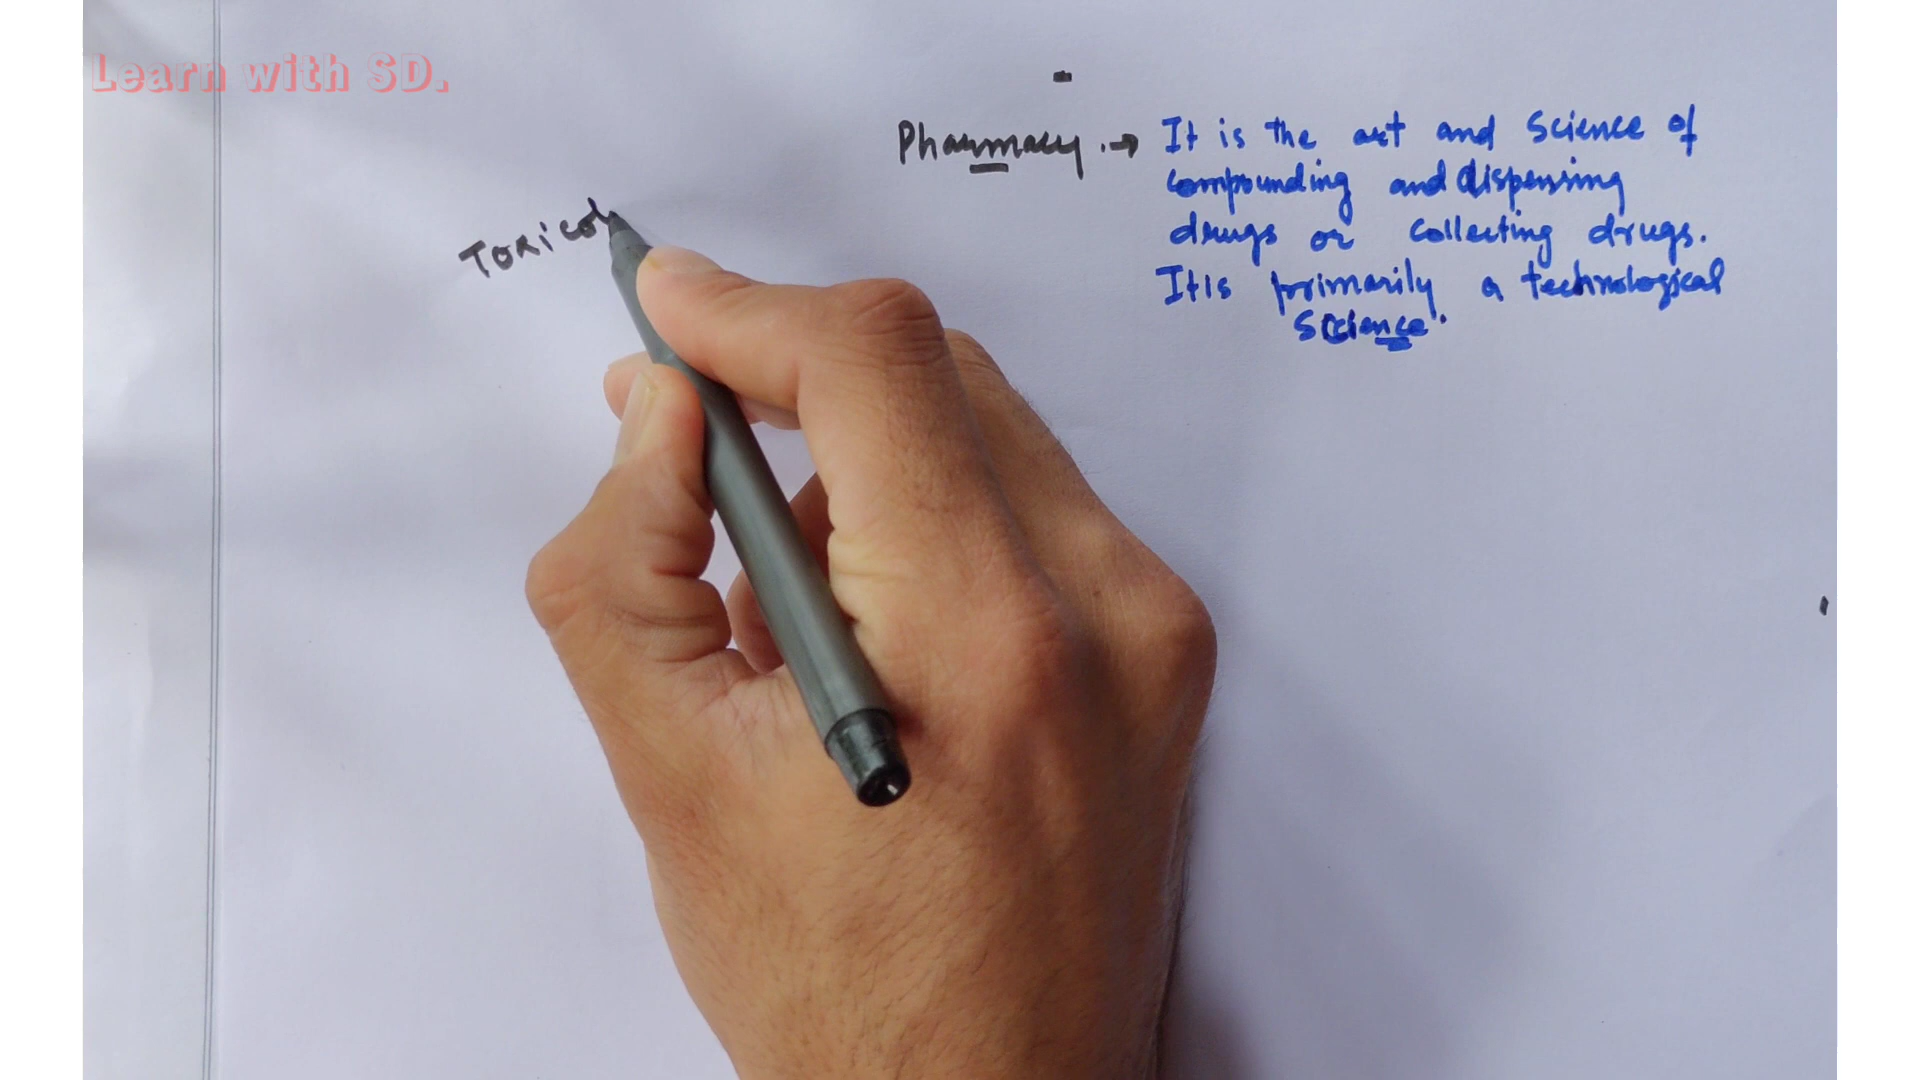 Learn with SD.
Pharmacy → It is the art and Science of
compounding and dispensing
drugs or collecting drugs.
It is primarily a technological
Science.
Toxicol